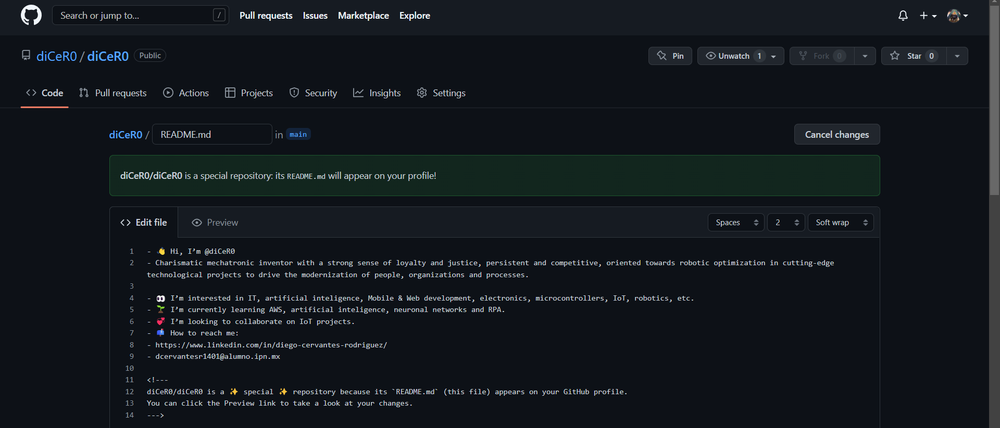 Search or jump to... /
Pull requests Issues Marketplace Explore
diCeR0 / diCeR0 Public
Pin Unwatch 1 Fork 0 Star 0
Code Pull requests Actions Projects Security Insights Settings
diCeR0 / README.md in main Cancel changes
diCeR0/diCeR0 is a special repository: its README.md will appear on your profile!
Edit file Preview Spaces 2 Soft wrap
1 - 👋 Hi, I’m @diCeR0
2 - Charismatic mechatronic inventor with a strong sense of loyalty and justice, persistent and competitive, oriented towards robotic optimization in cutting-edge
technological projects to drive the modernization of people, organizations and processes.
3
4 - 👀 I’m interested in IT, artificial inteligence, Mobile & Web development, electronics, microcontrollers, IoT, robotics, etc.
5 - 🌱 I’m currently learning AWS, artificial inteligence, neuronal networks and RPA.
6 - 💞️ I’m looking to collaborate on IoT projects.
7 - 📫 How to reach me:
8 - https://www.linkedin.com/in/diego-cervantes-rodriguez/
9 - dcervantesr1401@alumno.ipn.mx
10
11 <!---
12 diCeR0/diCeR0 is a ✨ special ✨ repository because its `README.md` (this file) appears on your GitHub profile.
13 You can click the Preview link to take a look at your changes.
14 --->